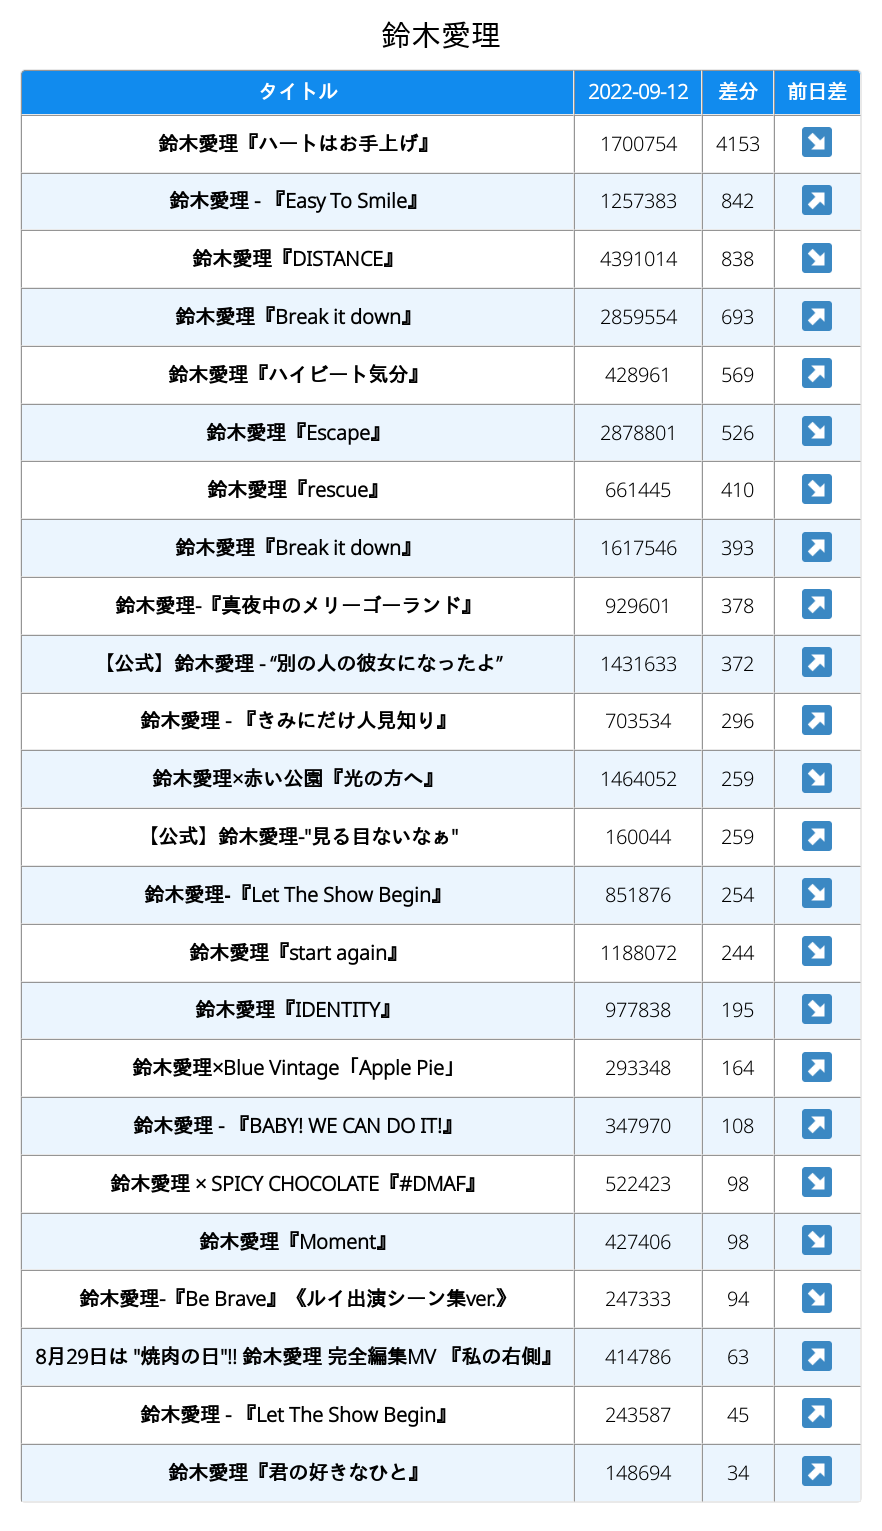 鈴木愛理
タイトル 2022-09-12 差分 前日差
鈴木愛理『ハートはお手上げ』 1700754 4153 ↘
鈴木愛理 - 『Easy To Smile』 1257383 842 ↗
鈴木愛理『DISTANCE』 4391014 838 ↘
鈴木愛理『Break it down』 2859554 693 ↗
鈴木愛理『ハイビート気分』 428961 569 ↗
鈴木愛理『Escape』 2878801 526 ↘
鈴木愛理『rescue』 661445 410 ↘
鈴木愛理『Break it down』 1617546 393 ↗
鈴木愛理-『真夜中のメリーゴーランド』 929601 378 ↗
【公式】鈴木愛理 - “別の人の彼女になったよ” 1431633 372 ↗
鈴木愛理 - 『きみにだけ人見知り』 703534 296 ↗
鈴木愛理×赤い公園『光の方へ』 1464052 259 ↘
【公式】鈴木愛理-"見る目ないなぁ" 160044 259 ↗
鈴木愛理-『Let The Show Begin』 851876 254 ↘
鈴木愛理『start again』 1188072 244 ↘
鈴木愛理『IDENTITY』 977838 195 ↘
鈴木愛理×Blue Vintage「Apple Pie」 293348 164 ↗
鈴木愛理 - 『BABY! WE CAN DO IT!』 347970 108 ↗
鈴木愛理 × SPICY CHOCOLATE『#DMAF』 522423 98 ↘
鈴木愛理『Moment』 427406 98 ↘
鈴木愛理-『Be Brave』《ルイ出演シーン集ver.》 247333 94 ↘
8月29日は "焼肉の日"!! 鈴木愛理 完全編集MV 『私の右側』 414786 63 ↗
鈴木愛理 - 『Let The Show Begin』 243587 45 ↗
鈴木愛理『君の好きなひと』 148694 34 ↗